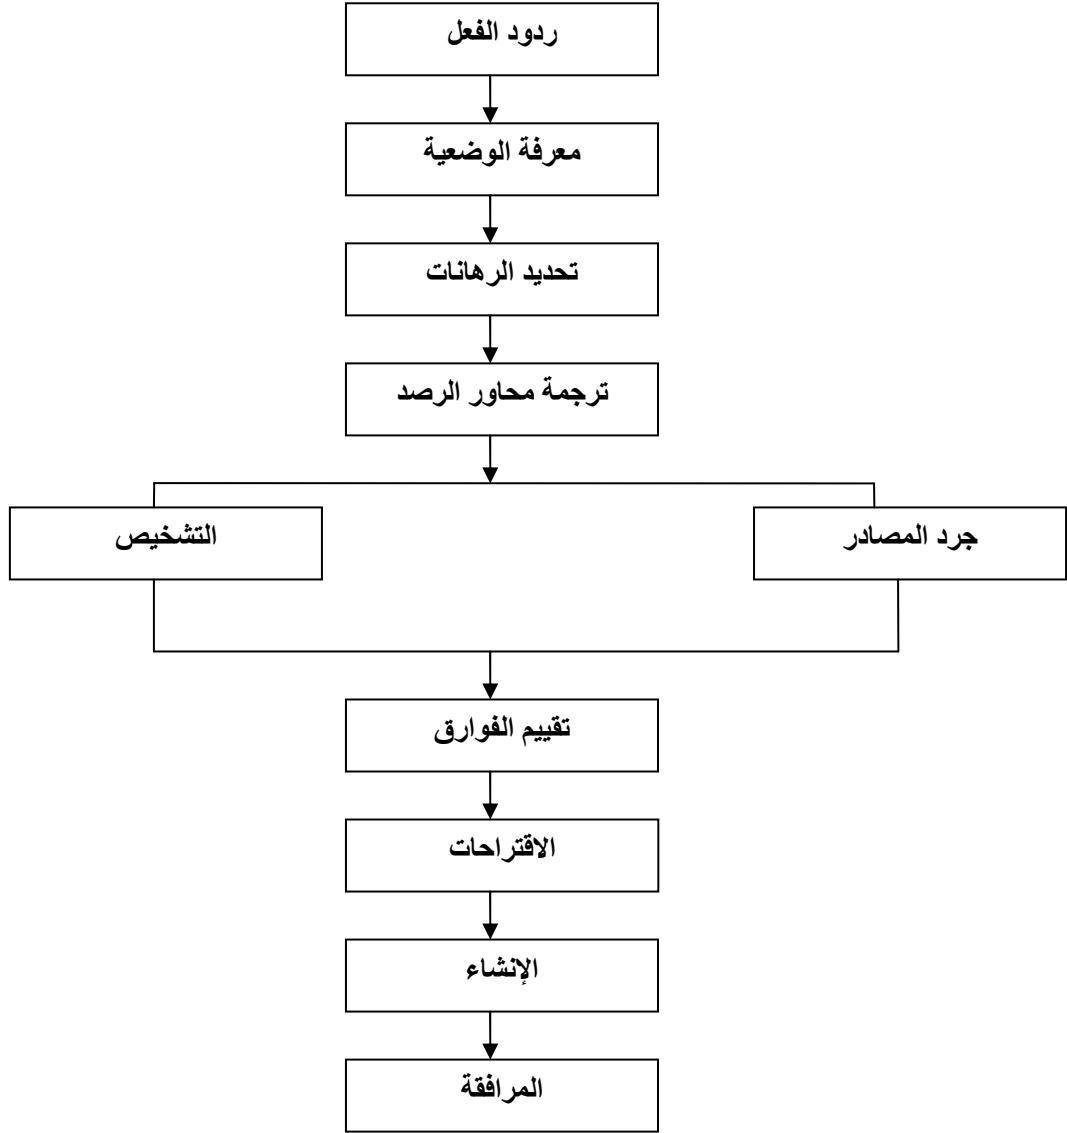 ردود الفعل
معرفة الوضعية
تحديد الرهانات
ترجمة محاور الرصد
جرد المصادر
التشخيص
تقييم الفوارق
الاقتراحات
الإنشاء
المرافقة